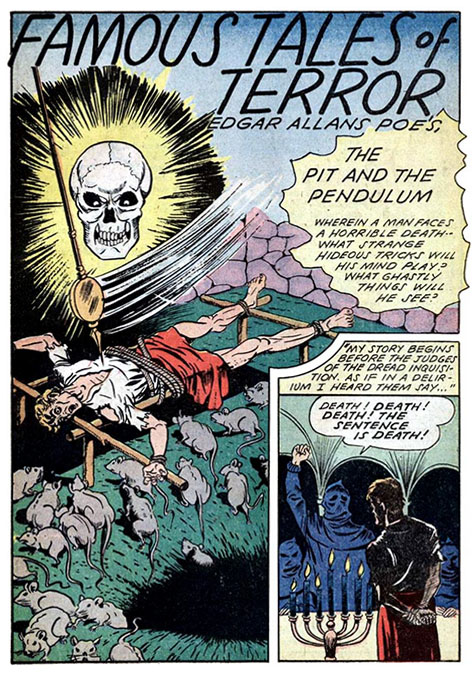 FAMOUS TALES of
TERROR
EDGAR ALLANS POE'S,
THE
PIT AND THE
PENDULUM
WHEREIN A MAN FACES
A HORRIBLE DEATH--
WHAT STRANGE
HIDEOUS TRICKS WILL
HIS MIND PLAY?
WHAT GHASTLY
THINGS WILL
HE SEE?
"MY STORY BEGINS
BEFORE THE JUDGES
OF THE DREAD INQUISI-
TION. AS IF IN A DELIR-
IUM I HEARD THEM SAY..."
DEATH! DEATH!
DEATH! THE
SENTENCE
IS DEATH!